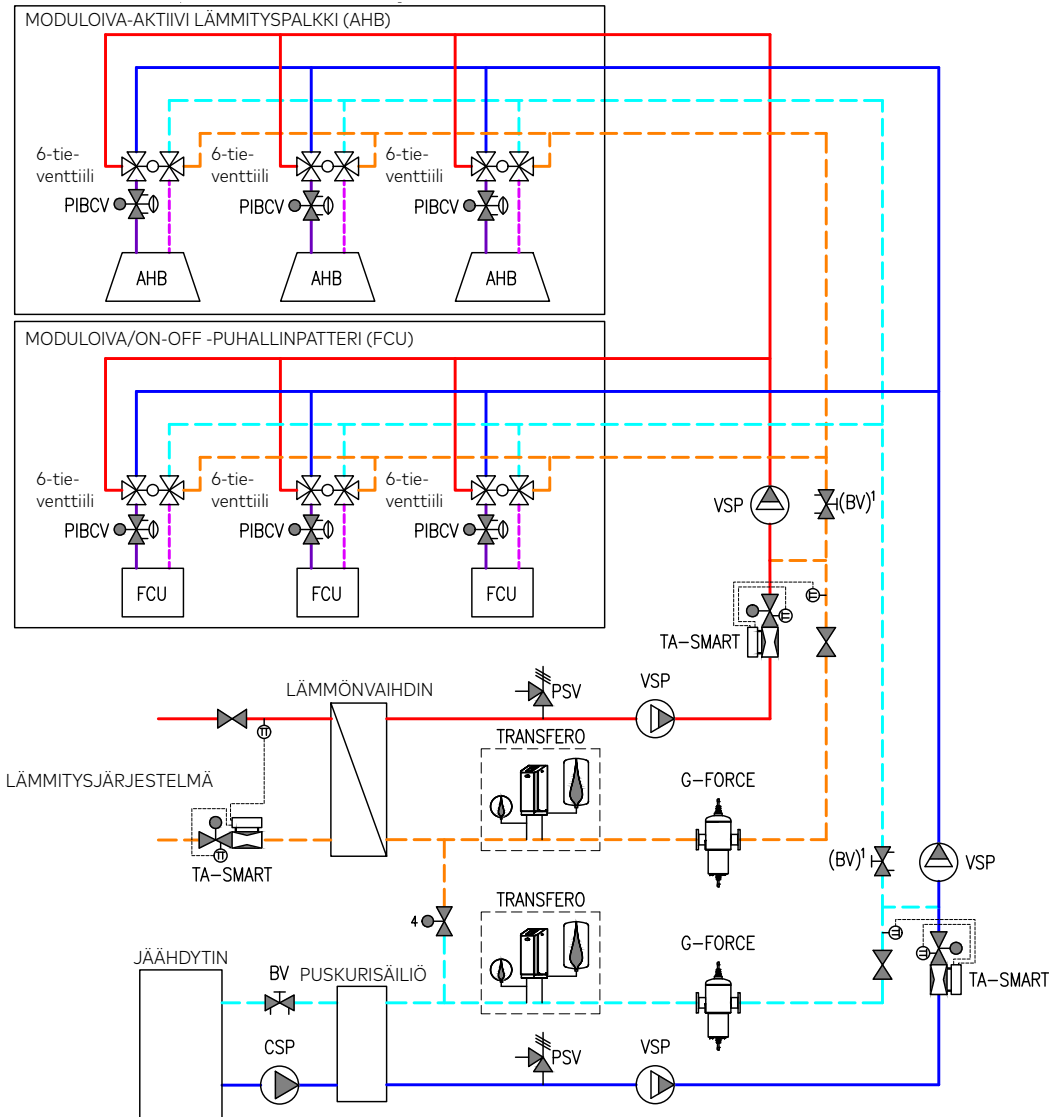 MODULOIVA-AKTIIVI LÄMMITYSPALKKI (AHB)
6-tie-
venttiili
6-tie-
venttiili
6-tie-
venttiili
PIBCV
PIBCV
PIBCV
AHB
AHB
AHB
MODULOIVA/ON-OFF -PUHALLINPATTERI (FCU)
6-tie-
venttiili
6-tie-
venttiili
6-tie-
venttiili
PIBCV
PIBCV
PIBCV
FCU
FCU
FCU
VSP
(BV)¹
TA-SMART
LÄMMÖNVAIHDIN
PSV
VSP
TRANSFERO
LÄMMITYSJÄRJESTELMÄ
G-FORCE
TA-SMART
(BV)¹
VSP
4
TRANSFERO
G-FORCE
JÄÄHDYTIN
BV
PUSKURISÄILIÖ
TA-SMART
CSP
PSV
VSP